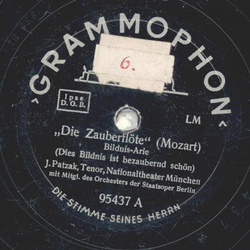 ›GRAMMOPHON‹
6.
Jpse
D.O.B.
LM
„Die Zauberflöte“ (Mozart)
Bildnis-Arie
(Dies Bildnis ist bezaubernd schön)
J. Patzak, Tenor, Nationaltheater München
mit Mitgl. des Orchesters der Staatsoper Berlin
95437 A
DIE STIMME SEINES HERRN